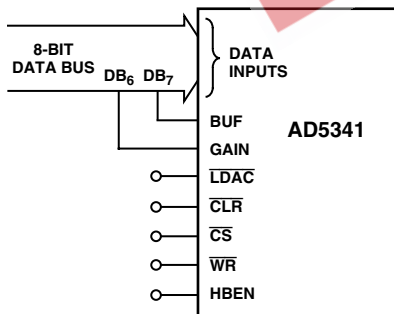 8-BIT
DATA BUS
DB6 DB7
DATA
INPUTS
BUF
GAIN
LDAC
CLR
CS
WR
HBEN
AD5341